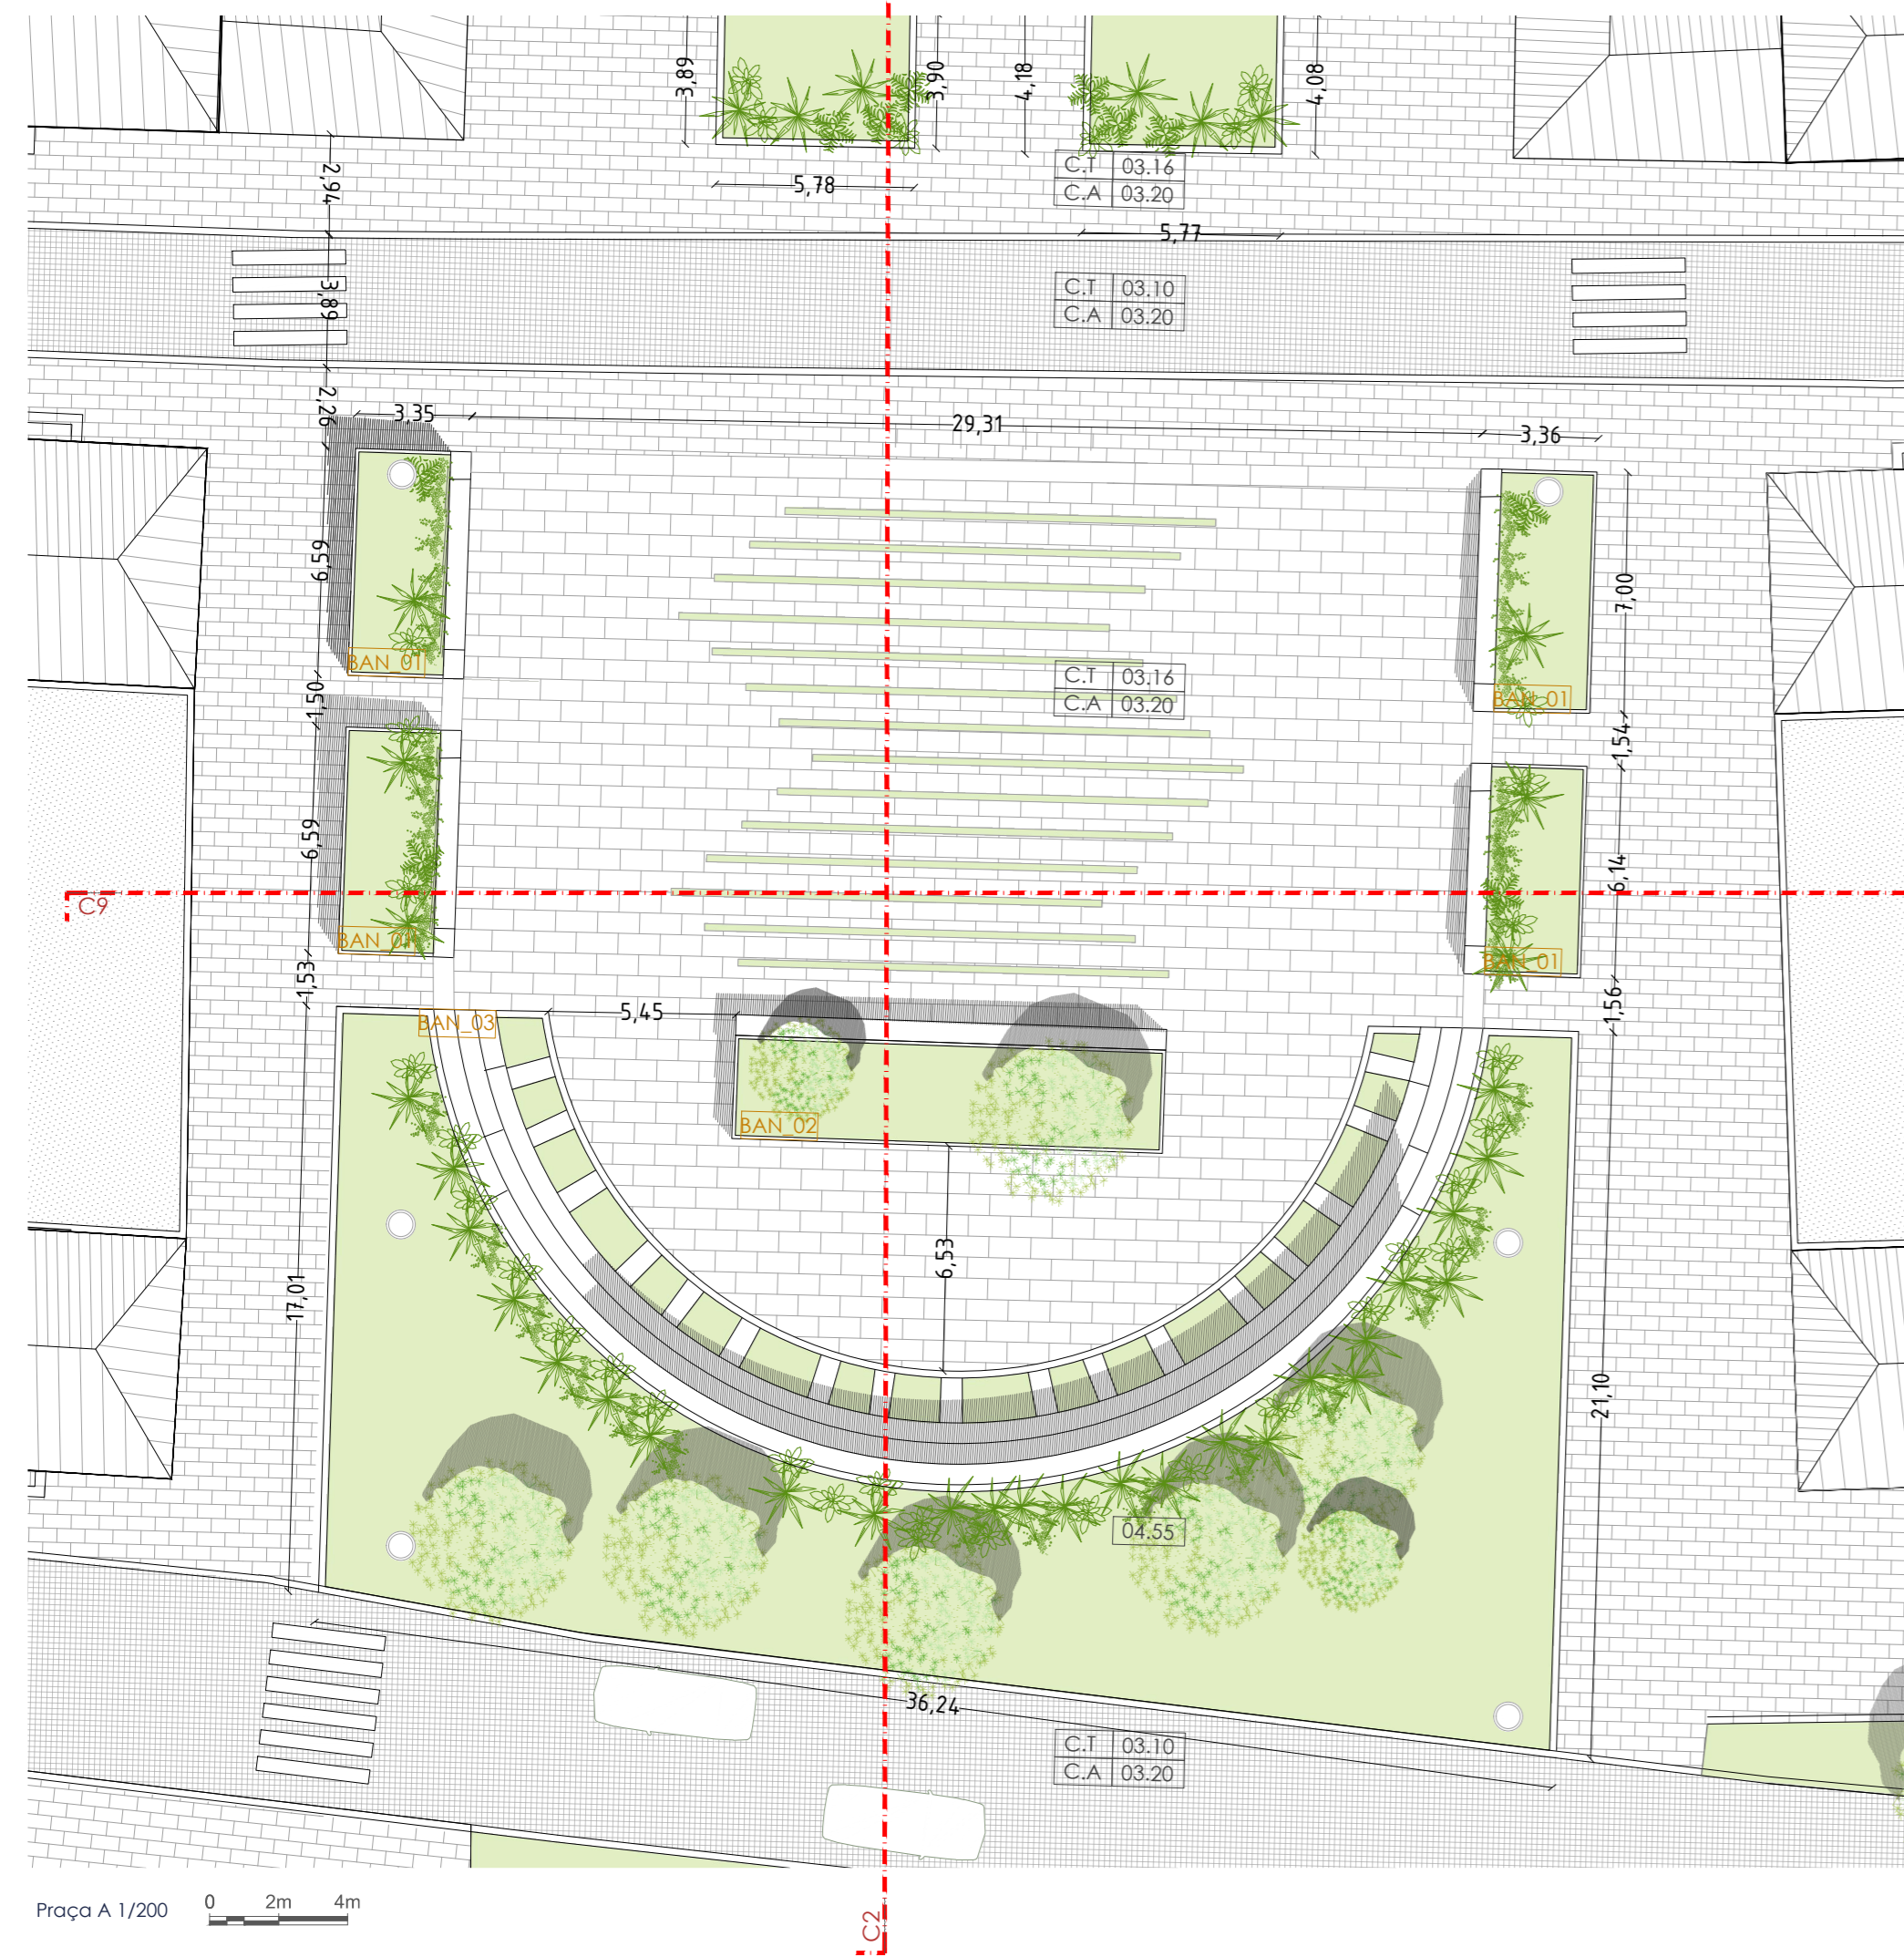 3,89
3,90
4,18
4,08
C.T 03.16
C.A 03.20
2,94
5,78
5,77
3,89
C.T 03.10
C.A 03.20
2,26
3,35
29,31
3,36
6,59
7,00
BAN_01
C.T 03.16
C.A 03.20
BAN_01
1,50
1,54
6,59
6,14
C9
BAN_01
BAN_01
1,53
1,56
BAN_03
5,45
BAN_02
6,53
17,01
21,10
04.55
36,24
C.T 03.10
C.A 03.20
Praça A 1/200
0 2m 4m
C2